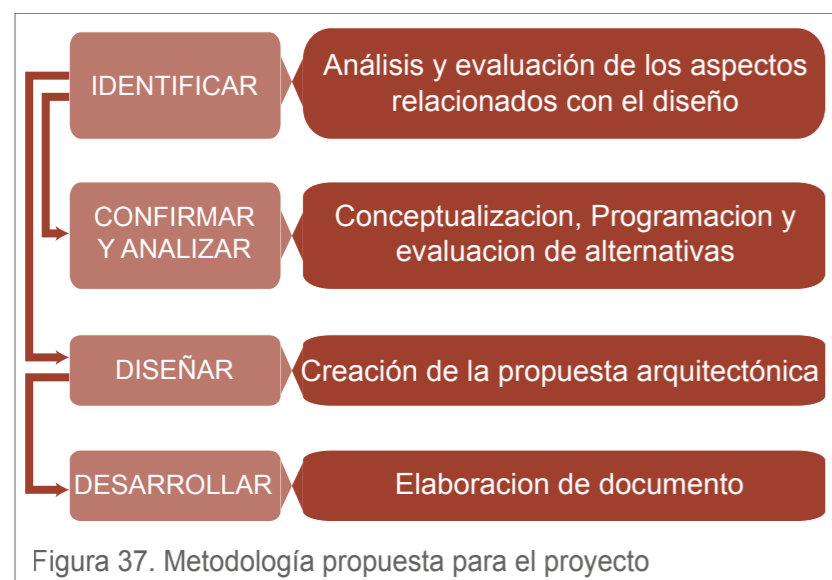 IDENTIFICAR
Análisis y evaluación de los aspectos
relacionados con el diseño
CONFIRMAR
Y ANALIZAR
Conceptualizacion, Programacion y
evaluacion de alternativas
DISEÑAR
Creación de la propuesta arquitectónica
DESARROLLAR
Elaboracion de documento
Figura 37. Metodología propuesta para el proyecto